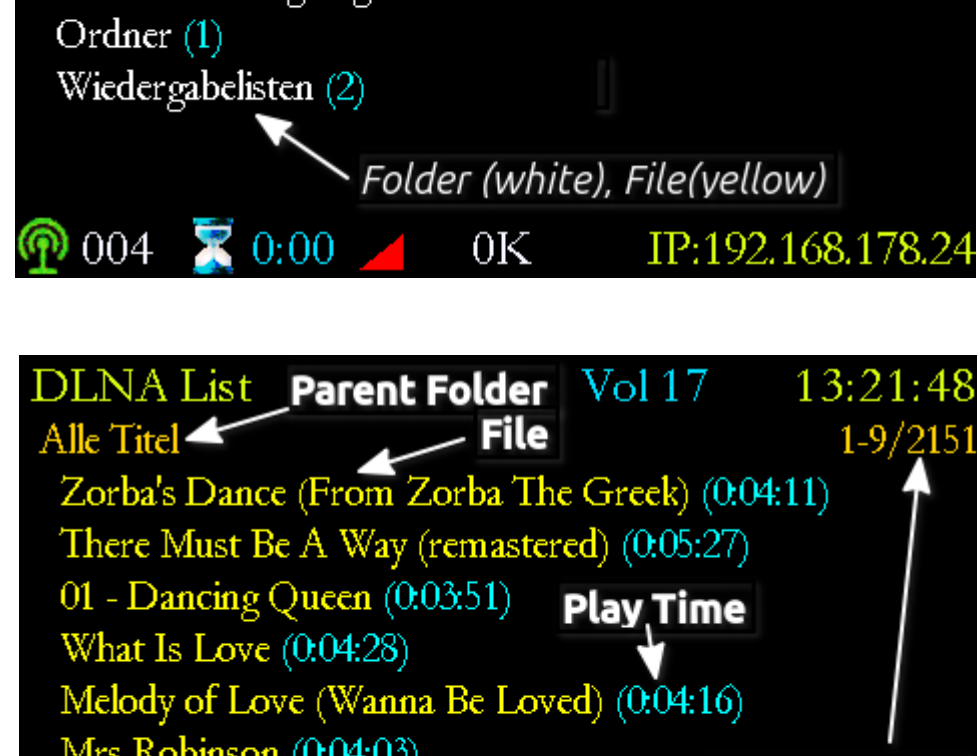 Ordner (1)
Wiedergabelisten (2)
Folder (white), File(yellow)
004 0:00 0K IP:192.168.178.24
DLNA List Parent Folder Vol 17 13:21:48
Alle Titel File 1-9/2151
Zorba's Dance (From Zorba The Greek) (0:04:11)
There Must Be A Way (remastered) (0:05:27)
01 - Dancing Queen (0:03:51)
Play Time
What Is Love (0:04:28)
Melody of Love (Wanna Be Loved) (0:04:16)
Mrs Robinson (0:04:03)